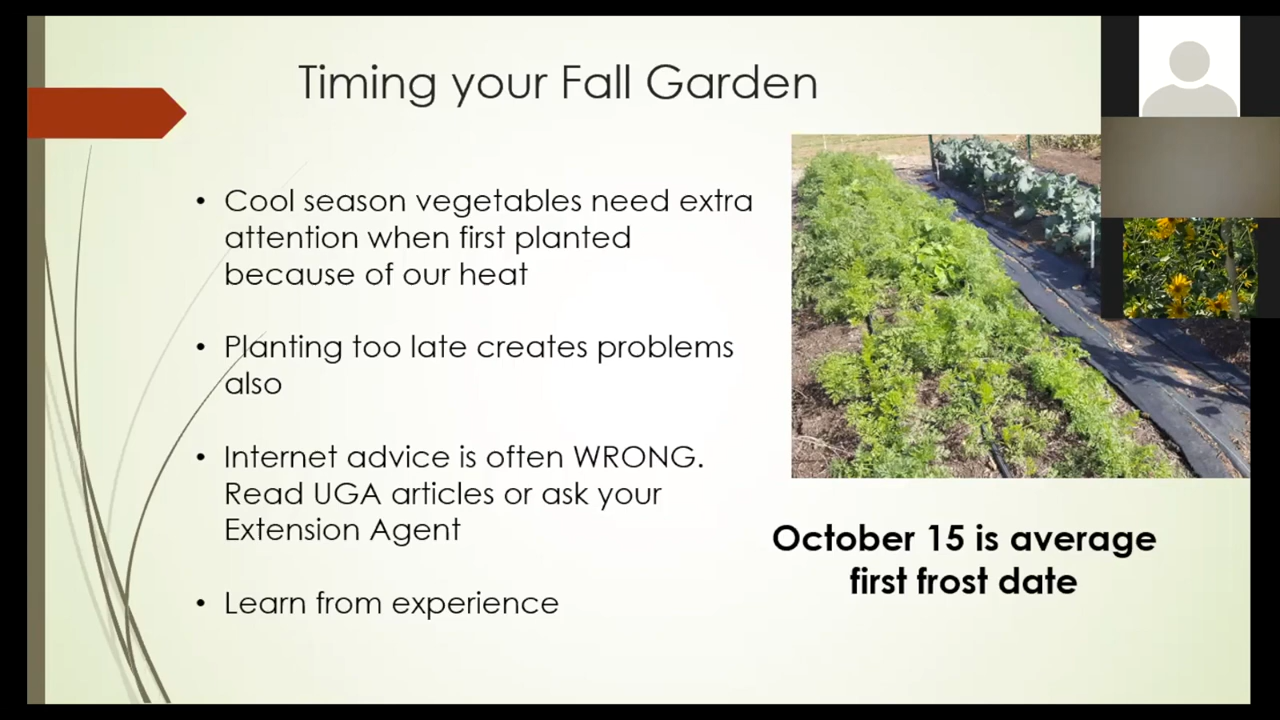 Timing your Fall Garden
• Cool season vegetables need extra
attention when first planted
because of our heat
• Planting too late creates problems
also
• Internet advice is often WRONG.
Read UGA articles or ask your
Extension Agent
• Learn from experience
October 15 is average
first frost date